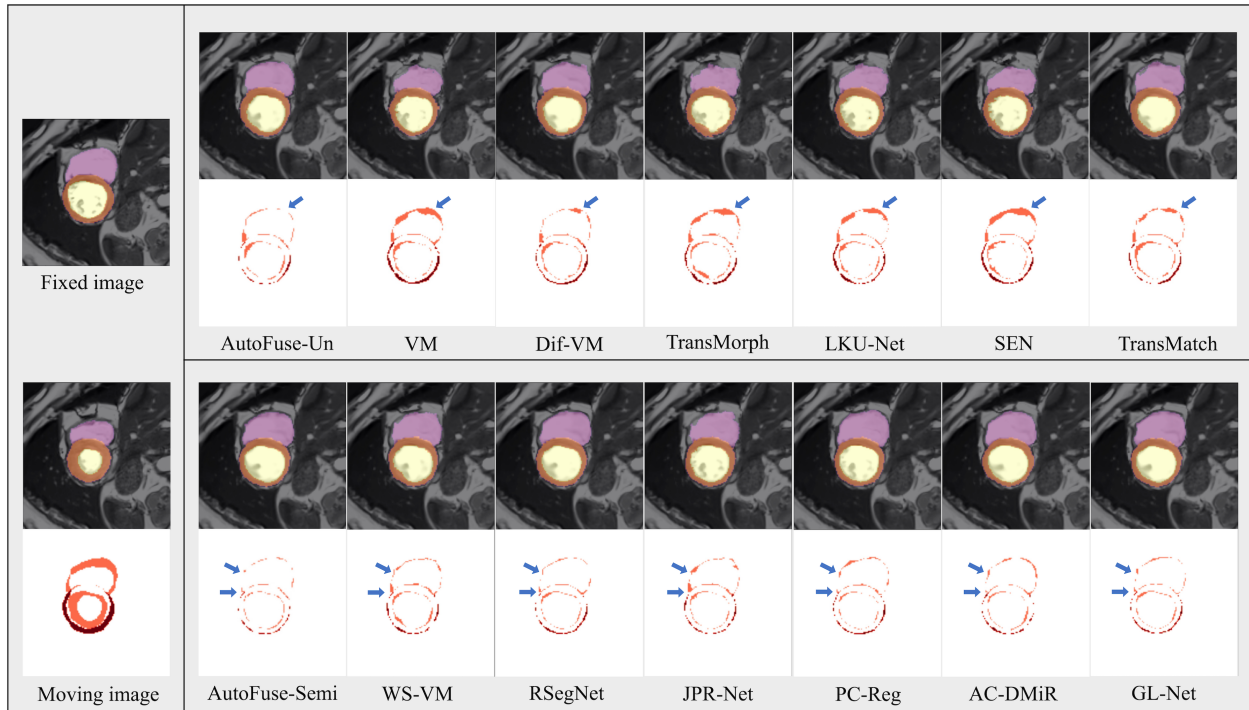 Fixed image
AutoFuse-Un VM Dif-VM TransMorph LKU-Net SEN TransMatch
Moving image
AutoFuse-Semi WS-VM RSegNet JPR-Net PC-Reg AC-DMiR GL-Net